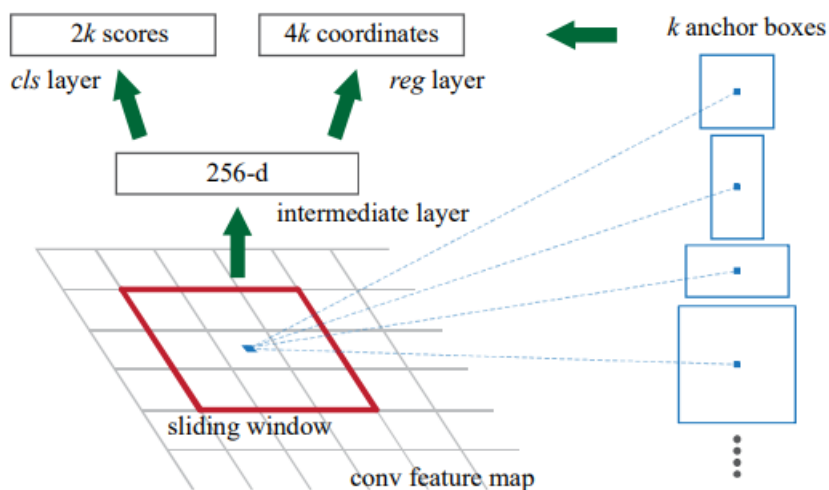 2k scores
4k coordinates
k anchor boxes
cls layer
reg layer
256-d
intermediate layer
sliding window
conv feature map